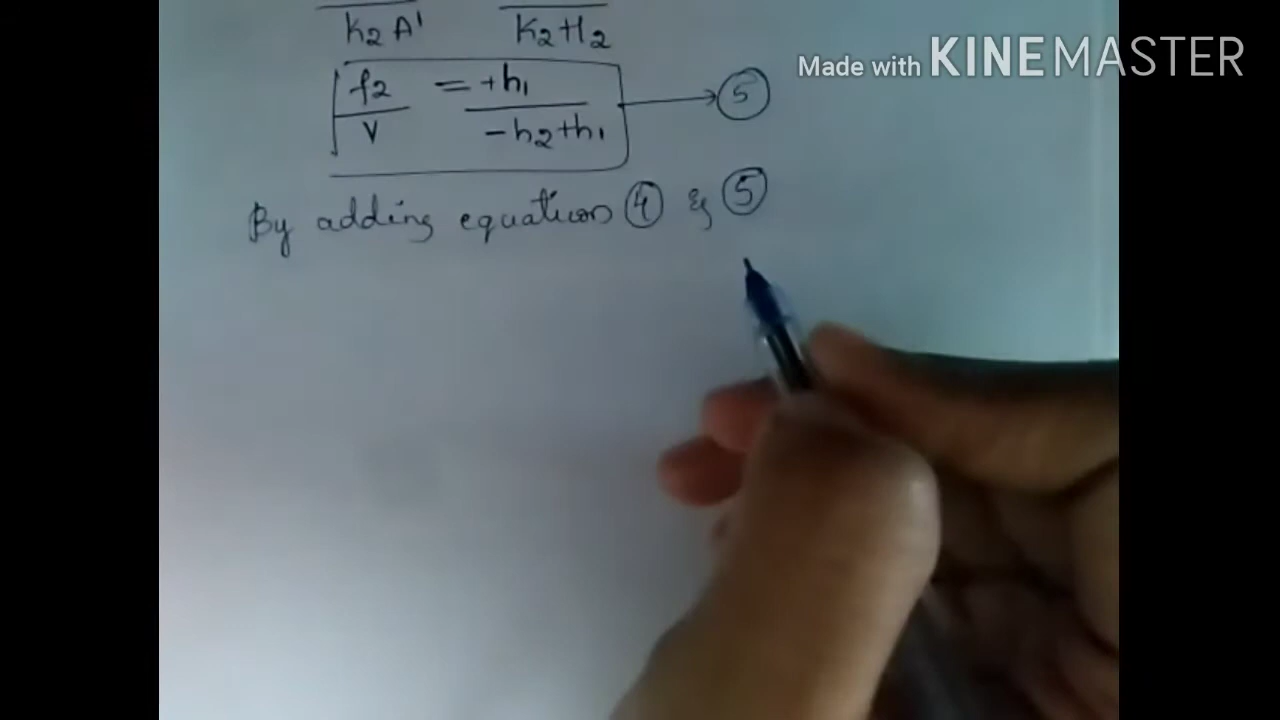 k2A' K2H2
f2/V = +h1/-h2+h1 → 5
By adding equations 4 & 5
Made with KINEMASTER